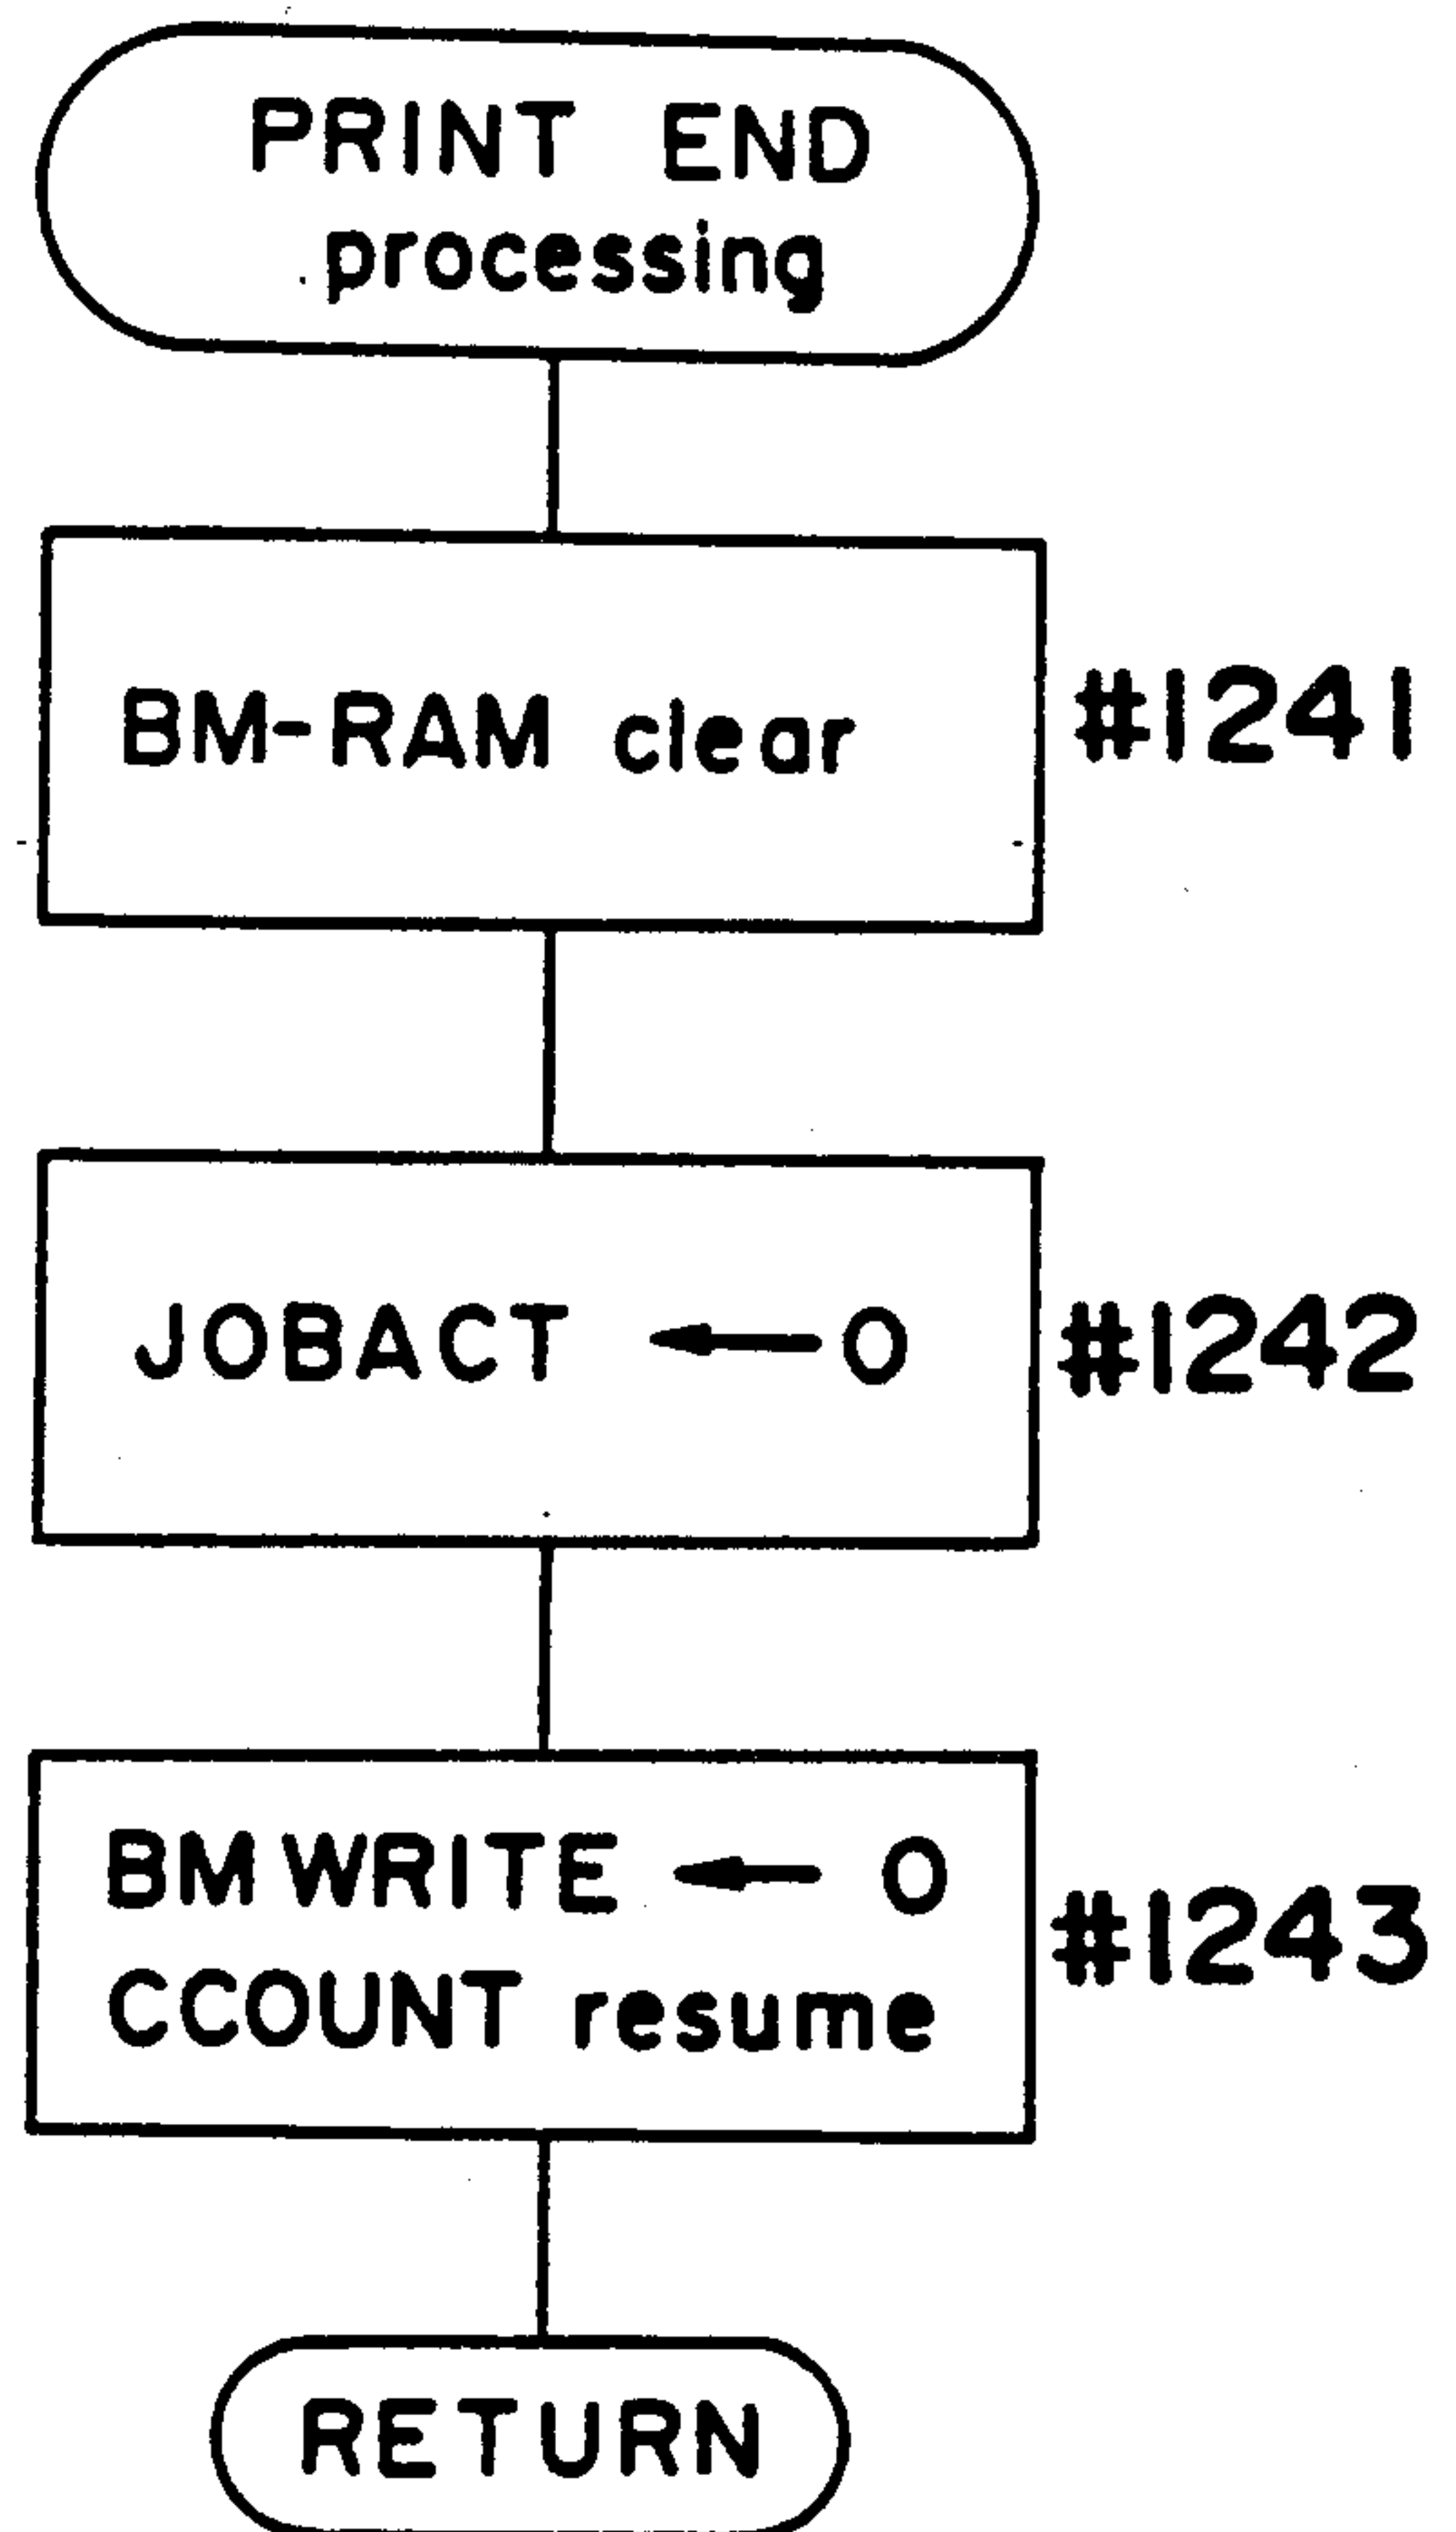 PRINT END
processing
BM-RAM clear
#1241
JOBACT ← 0
#1242
BMWRITE ← 0
CCOUNT resume
#1243
RETURN